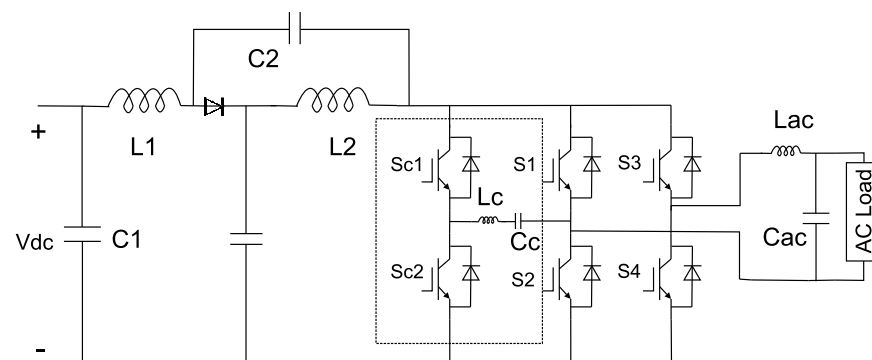 C2
L1
L2
+
Vdc
C1
-
Sc1
Lc
Cc
Sc2
S1
S2
S3
S4
Lac
Cac
AC Load